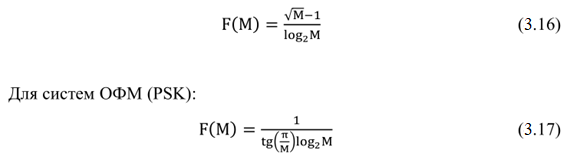 F(M) = (√M−1)/(log₂M) (3.16)
Для систем ОФМ (PSK):
F(M) = 1/(tg(π/M)log₂M) (3.17)